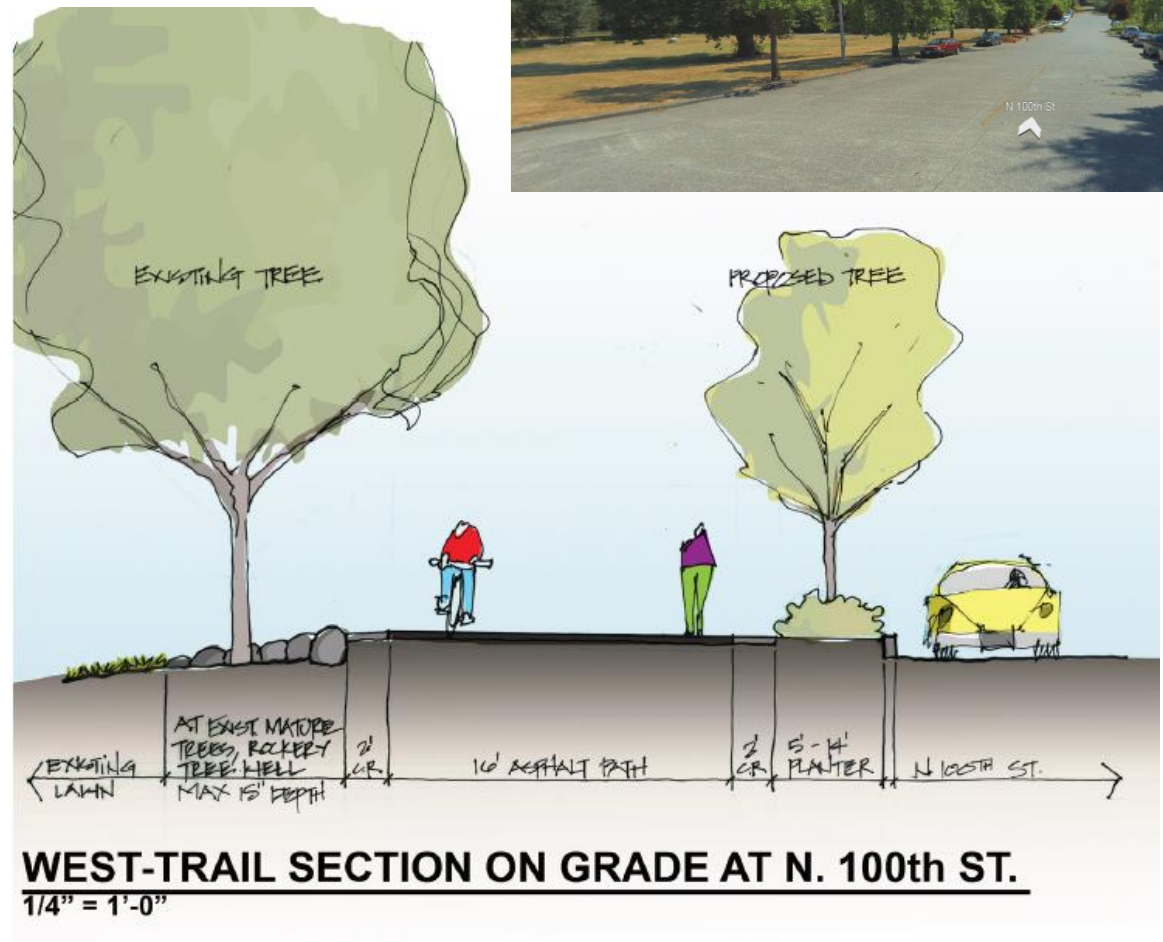 N 100th St
EXISTING TREE
PROPOSED TREE
EXISTING
LAWN
AT EXIST. MATURE
TREES, ROCKERY
TREE WELL
MAX 18" DEPTH
2'
C.R.
16' ASPHALT PATH
2'
C.R.
5'-14'
PLANTER
N 100TH ST.
WEST-TRAIL SECTION ON GRADE AT N. 100th ST.
1/4" = 1'-0"